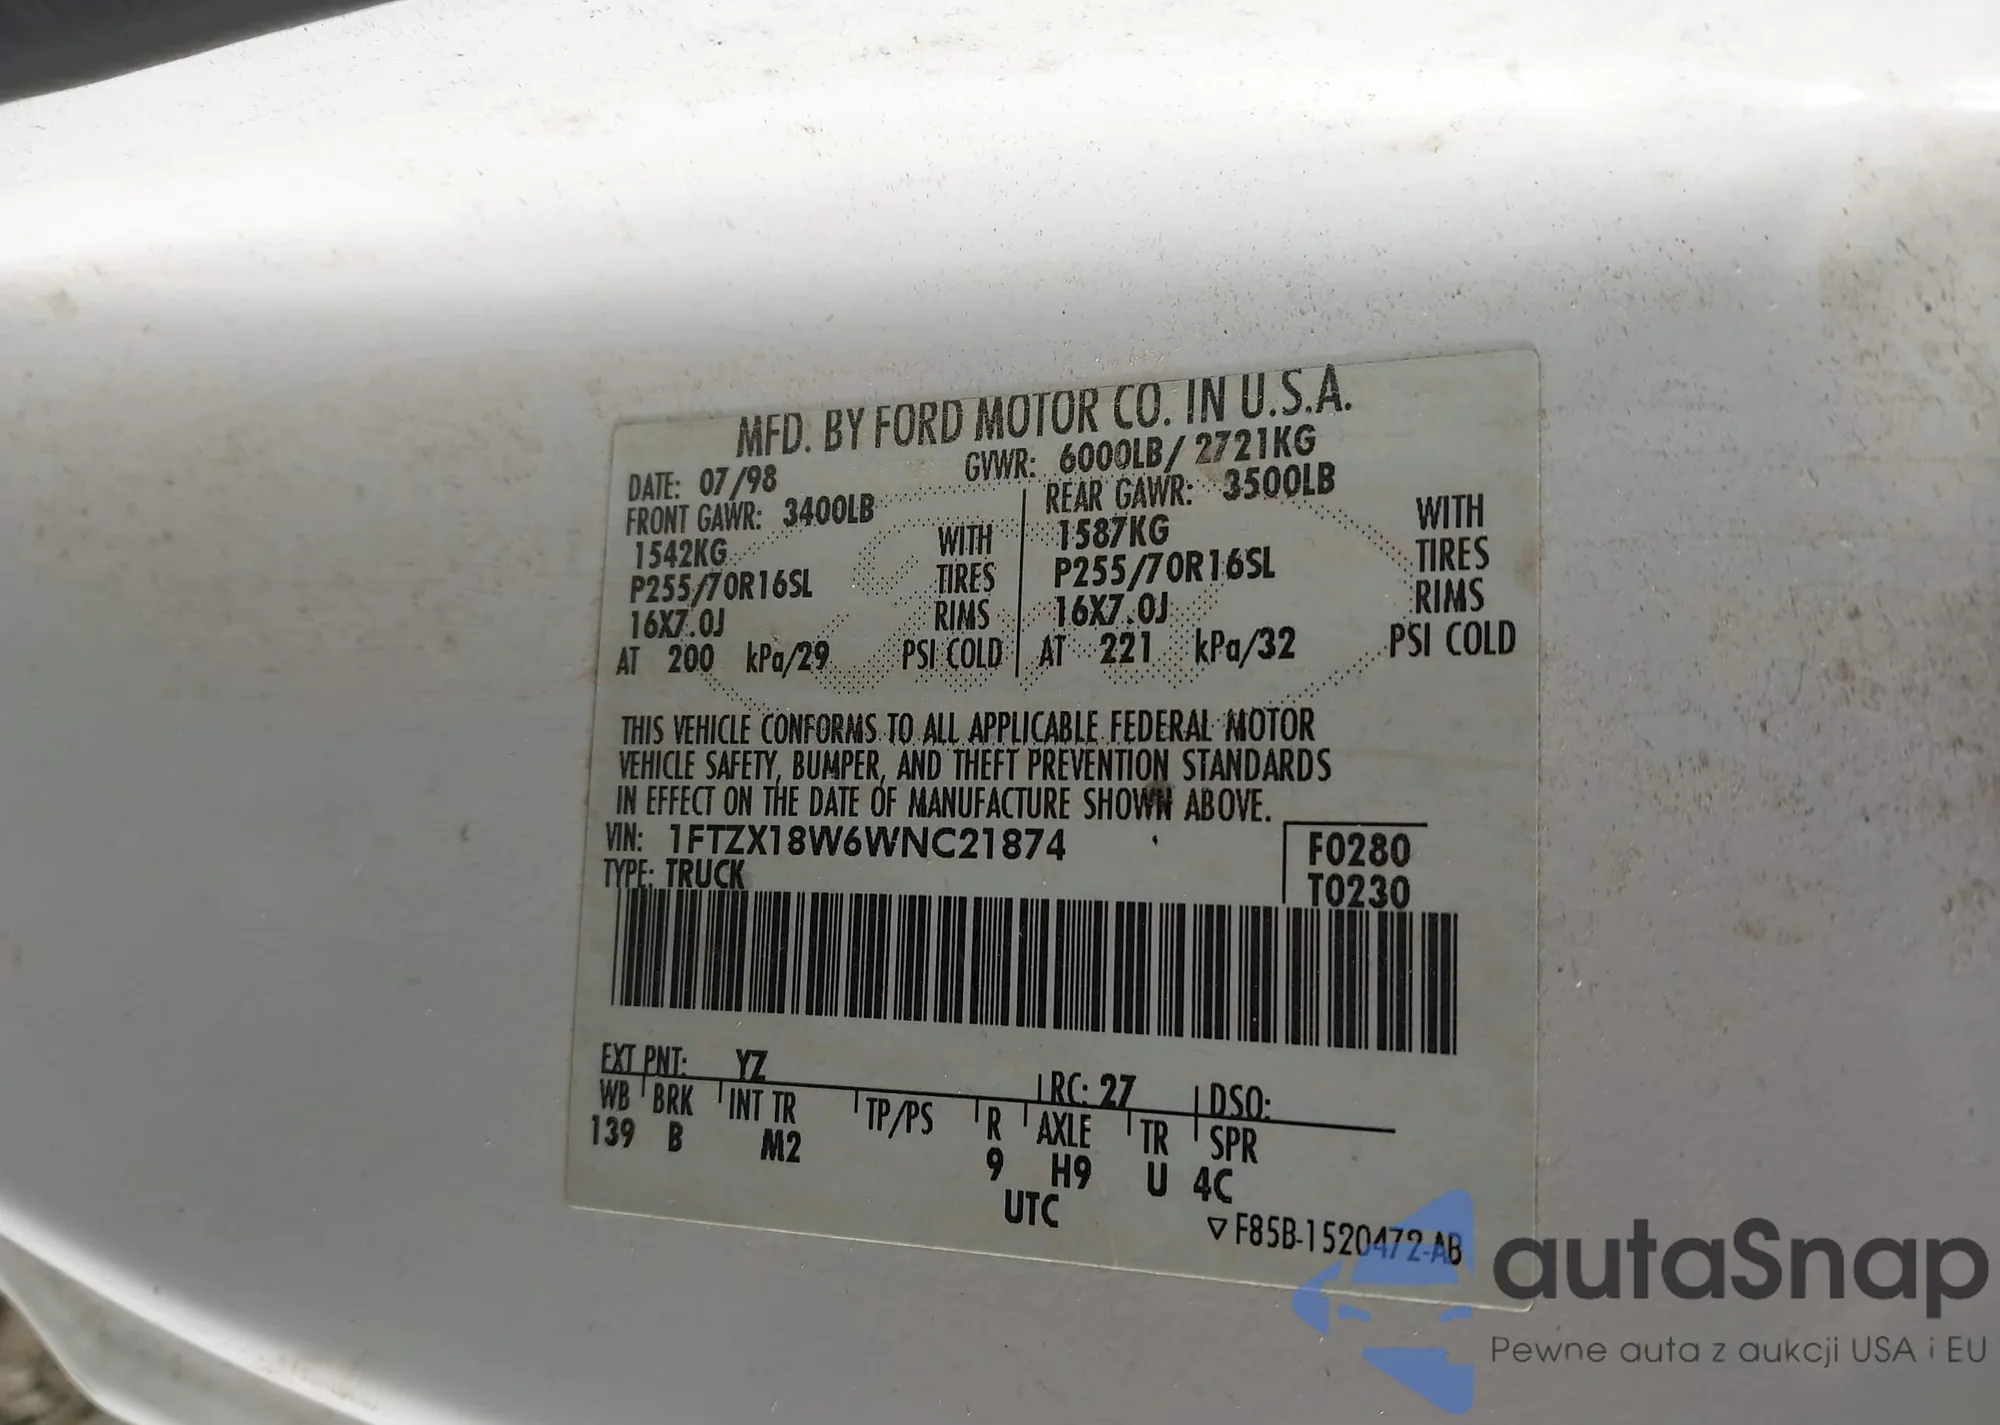 MFD. BY FORD MOTOR CO. IN U.S.A.
DATE: 07/98 GVWR: 6000LB/ 2721KG
FRONT GAWR: 3400LB REAR GAWR: 3500LB
1542KG WITH 1587KG WITH
P255/70R16SL TIRES P255/70R16SL TIRES
16X7.0J RIMS 16X7.0J RIMS
AT 200 kPa/29 PSI COLD AT 221 kPa/32 PSI COLD
THIS VEHICLE CONFORMS TO ALL APPLICABLE FEDERAL MOTOR
VEHICLE SAFETY, BUMPER, AND THEFT PREVENTION STANDARDS
IN EFFECT ON THE DATE OF MANUFACTURE SHOWN ABOVE.
VIN: 1FTZX18W6WNC21874 F0280
TYPE: TRUCK T0230
EXT PNT: YZ RC: 27 DSO:
WB BRK INT TR TP/PS R AXLE TR SPR
139 B M2 9 H9 U 4C
UTC
▽ F85B-1520472-AB
autaSnap
Pewne auta z aukcji USA i EU